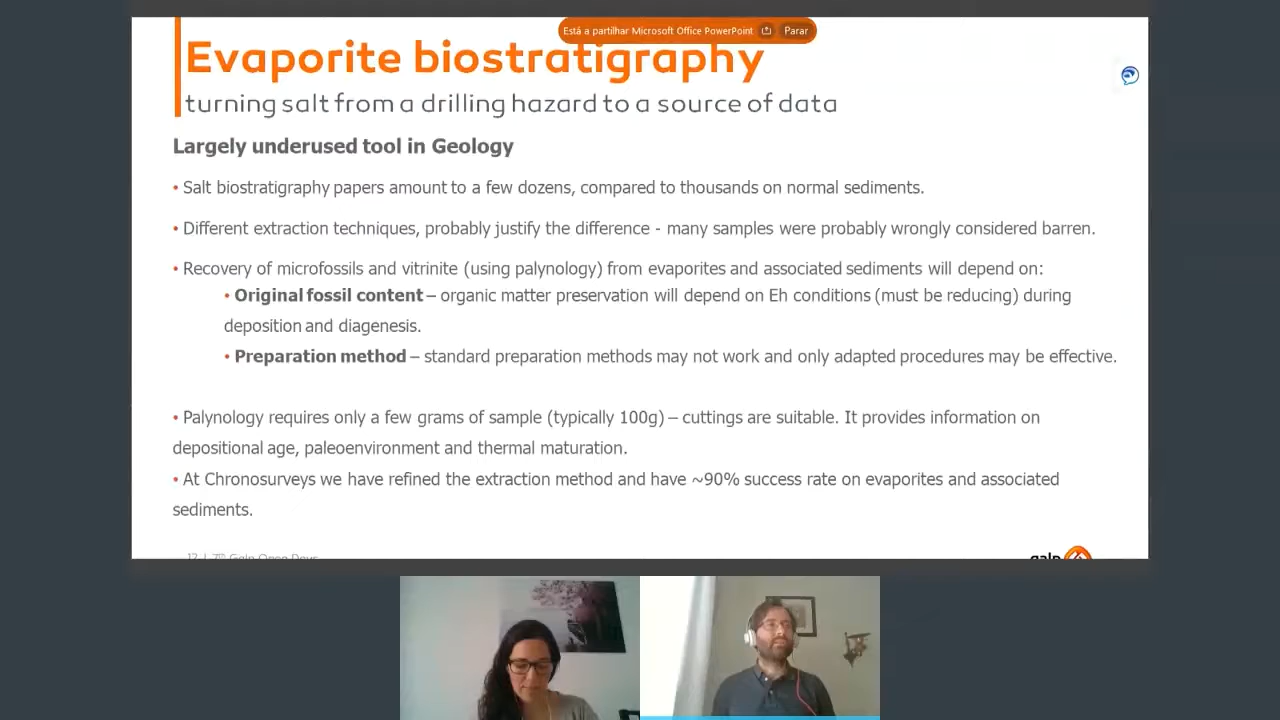 Está a partilhar Microsoft Office PowerPoint
Parar
Evaporite biostratigraphy
turning salt from a drilling hazard to a source of data
Largely underused tool in Geology
• Salt biostratigraphy papers amount to a few dozens, compared to thousands on normal sediments.
• Different extraction techniques, probably justify the difference - many samples were probably wrongly considered barren.
• Recovery of microfossils and vitrinite (using palynology) from evaporites and associated sediments will depend on:
• Original fossil content – organic matter preservation will depend on Eh conditions (must be reducing) during
deposition and diagenesis.
• Preparation method – standard preparation methods may not work and only adapted procedures may be effective.
• Palynology requires only a few grams of sample (typically 100g) – cuttings are suitable. It provides information on
depositional age, paleoenvironment and thermal maturation.
• At Chronosurveys we have refined the extraction method and have ~90% success rate on evaporites and associated
sediments.
12 | 7th Galp Open Days
galp